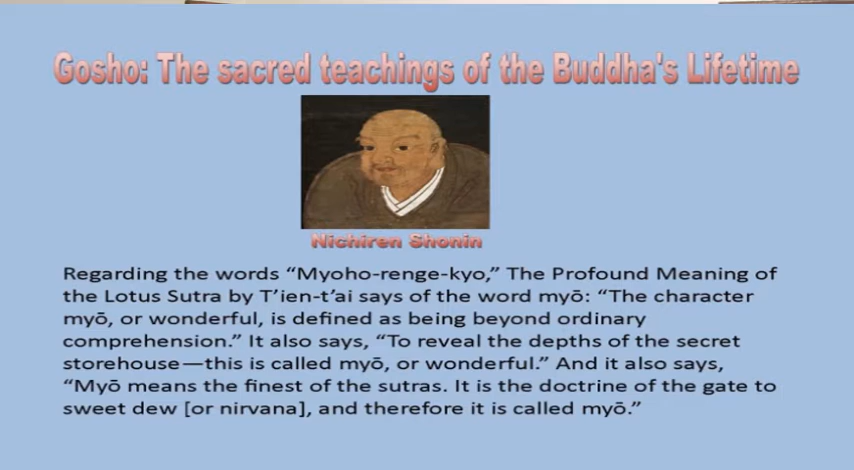 Gosho: The sacred teachings of the Buddha's Lifetime
Nichiren Shonin
Regarding the words “Myoho-renge-kyo,” The Profound Meaning of
the Lotus Sutra by T’ien-t’ai says of the word myō: “The character
myō, or wonderful, is defined as being beyond ordinary
comprehension.” It also says, “To reveal the depths of the secret
storehouse—this is called myō, or wonderful.” And it also says,
“Myō means the finest of the sutras. It is the doctrine of the gate to
sweet dew [or nirvana], and therefore it is called myō.”